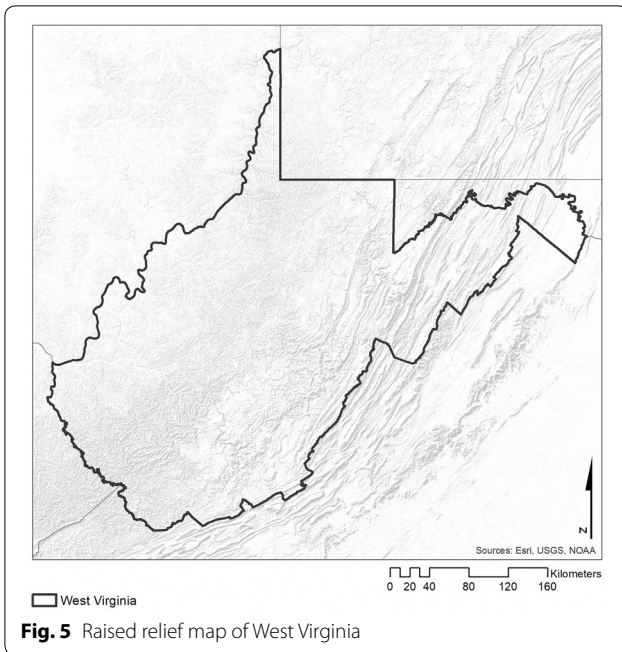 N
Sources: Esri, USGS, NOAA
Kilometers
0 20 40 80 120 160
West Virginia
Fig. 5 Raised relief map of West Virginia